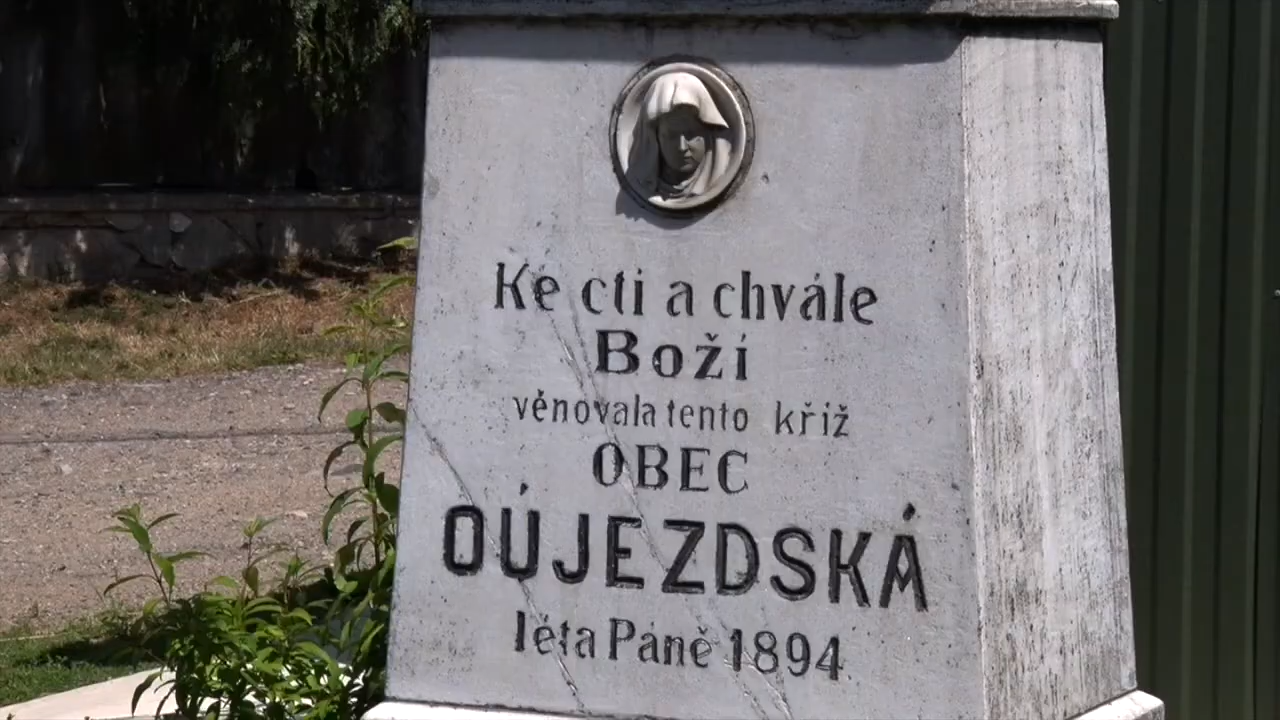 Ke cti a chvále
Boží
věnovala tento kříž
OBEC
OÚJEZDSKÁ
léta Páně 1894